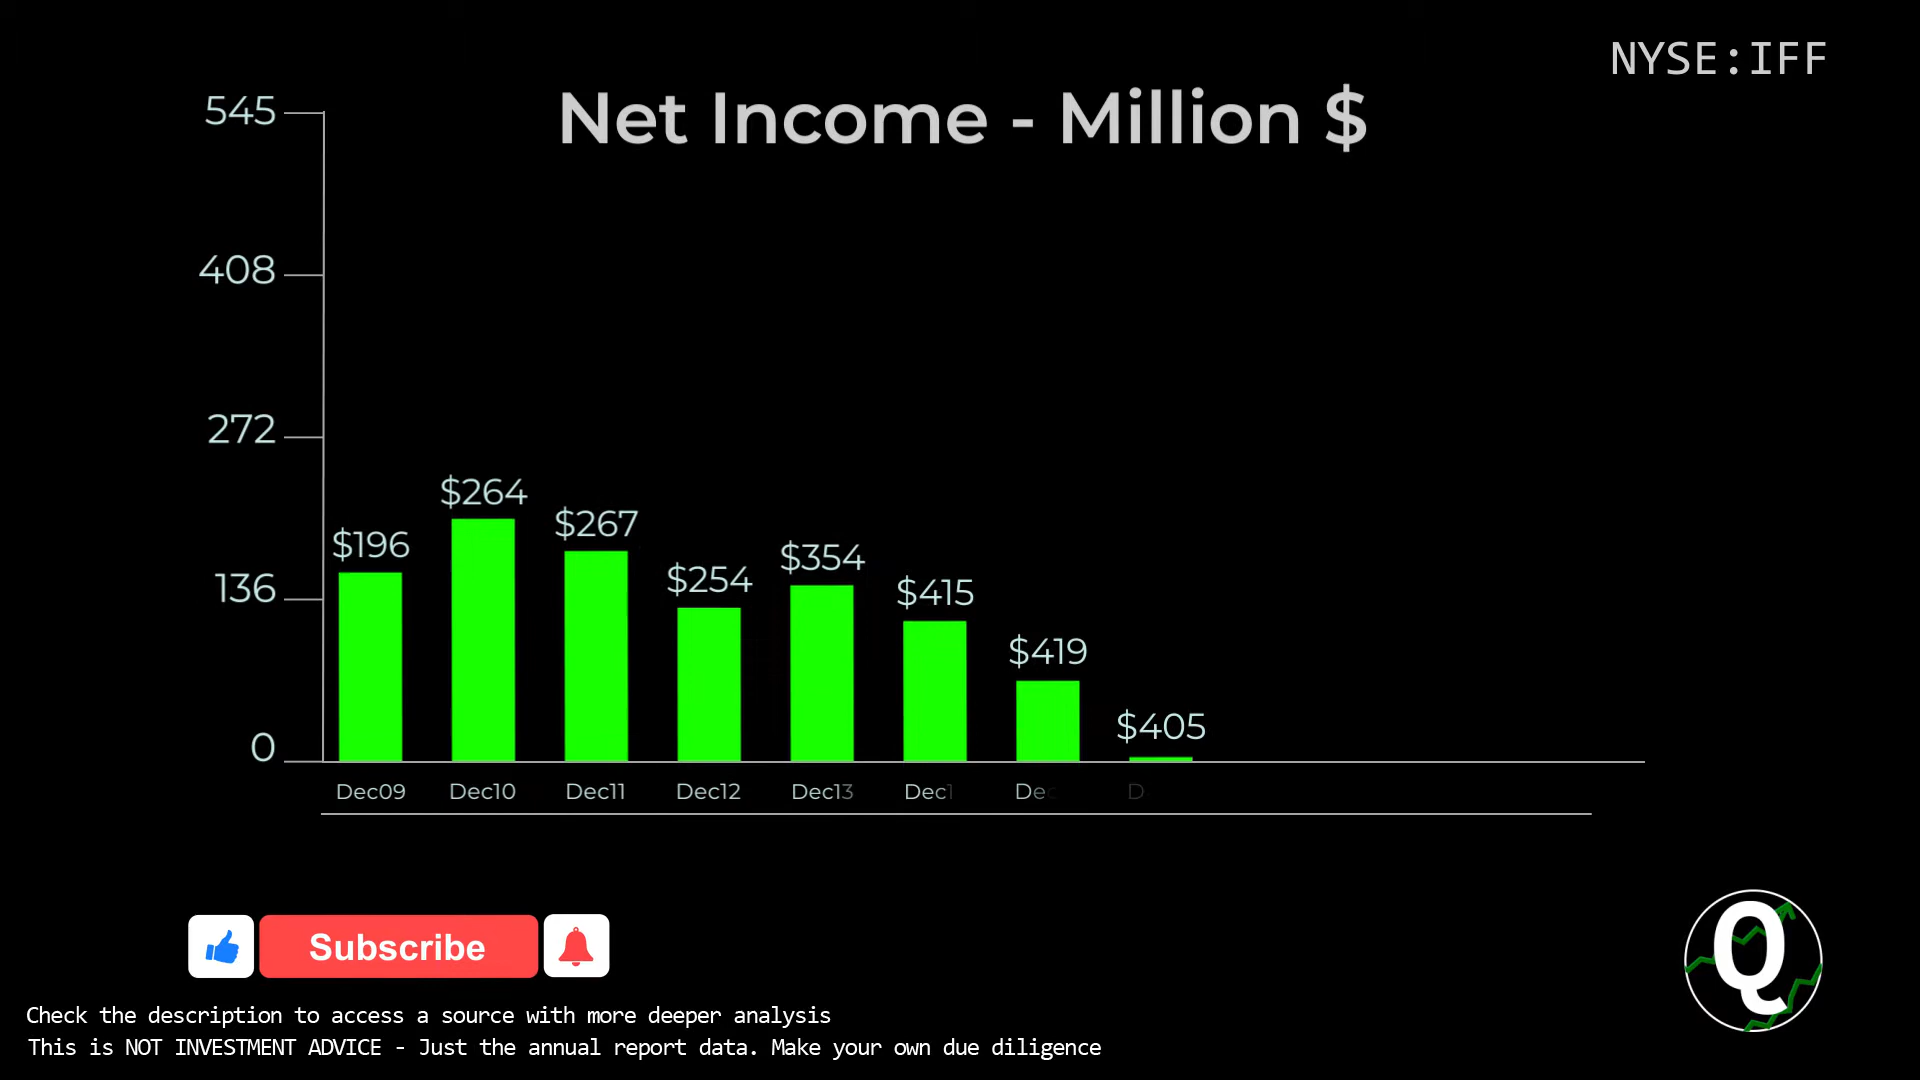 NYSE:IFF
Net Income - Million $
545
408
272
136
0
$196
$264
$267
$254
$354
$415
$419
$405
Dec09 Dec10 Dec11 Dec12 Dec13 Dec1 De D
Subscribe
Q
Check the description to access a source with more deeper analysis
This is NOT INVESTMENT ADVICE - Just the annual report data. Make your own due diligence